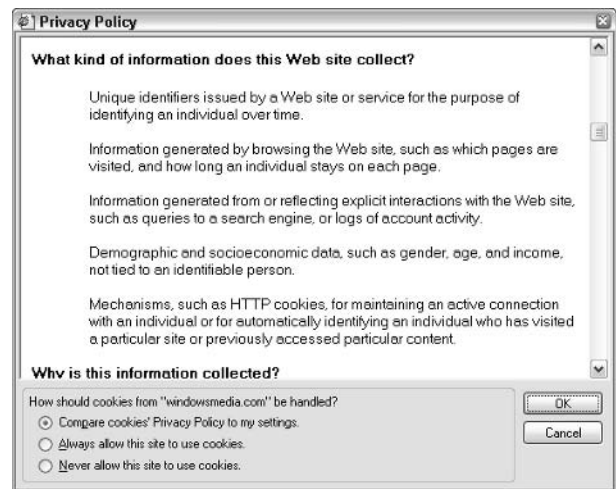 Privacy Policy
What kind of information does this Web site collect?
Unique identifiers issued by a Web site or service for the purpose of
identifying an individual over time.
Information generated by browsing the Web site, such as which pages are
visited, and how long an individual stays on each page.
Information generated from or reflecting explicit interactions with the Web site,
such as queries to a search engine, or logs of account activity.
Demographic and socioeconomic data, such as gender, age, and income,
not tied to an identifiable person.
Mechanisms, such as HTTP cookies, for maintaining an active connection
with an individual or for automatically identifying an individual who has visited
a particular site or previously accessed particular content.
Why is this information collected?
How should cookies from "windowsmedia.com" be handled?
Compare cookies' Privacy Policy to my settings.
Always allow this site to use cookies.
Never allow this site to use cookies.
OK
Cancel